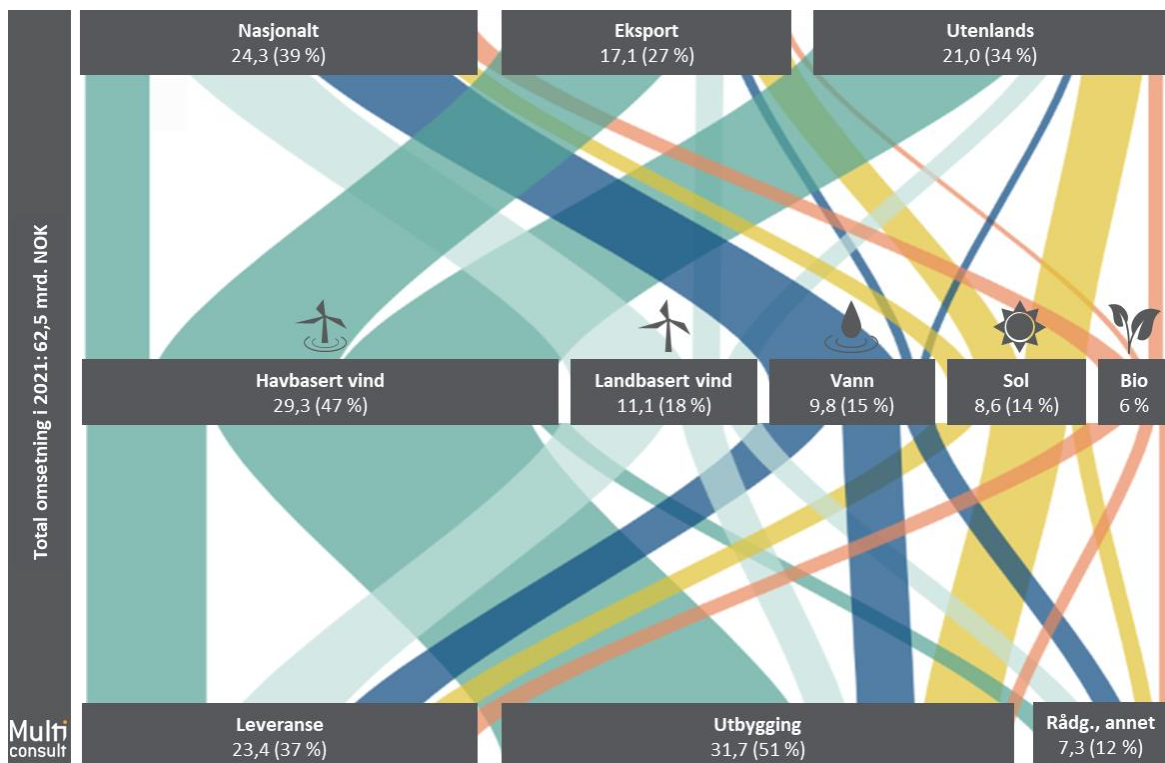 Total omsetning i 2021: 62,5 mrd. NOK
Nasjonalt
24,3 (39 %)
Eksport
17,1 (27 %)
Utenlands
21,0 (34 %)
Havbasert vind
29,3 (47 %)
Landbasert vind
11,1 (18 %)
Vann
9,8 (15 %)
Sol
8,6 (14 %)
Bio
6 %
Leveranse
23,4 (37 %)
Utbygging
31,7 (51 %)
Rådg., annet
7,3 (12 %)
Multi
consult